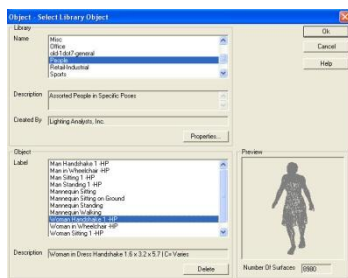 Object - Select Library Object
Library
Name
Misc
Office
old-1dot7-general
People
Retail-Industrial
Sports
Ok
Cancel
Help
Description
Assorted People in Specific Poses
Created By
Lighting Analysts, Inc.
Properties...
Object
Label
Man Handshake 1 -HP
Man in Wheelchair -HP
Man Sitting 1 -HP
Man Standing 1 -HP
Mannequin Sitting
Mannequin Sitting on Ground
Mannequin Standing
Mannequin Walking
Woman Handshake 1 -HP
Woman in Wheelchair -HP
Woman Sitting 1 -HP
Preview
Description
Woman in Dress Handshake 1.6 x 3.2 x 5.7 | C= Varies
Delete
Number Of Surfaces
8980